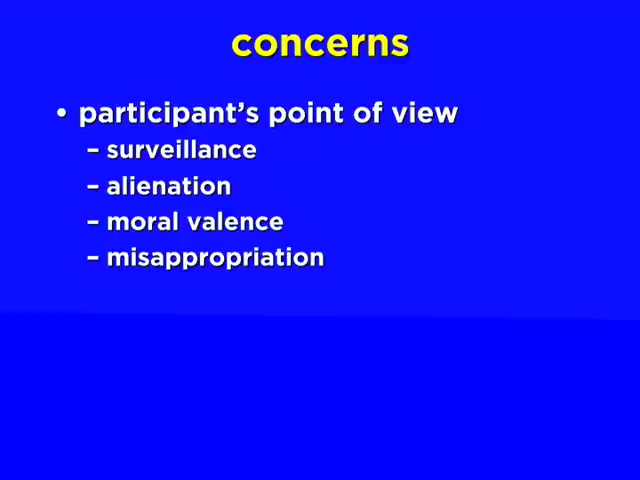 concerns
• participant's point of view
– surveillance
– alienation
– moral valence
– misappropriation